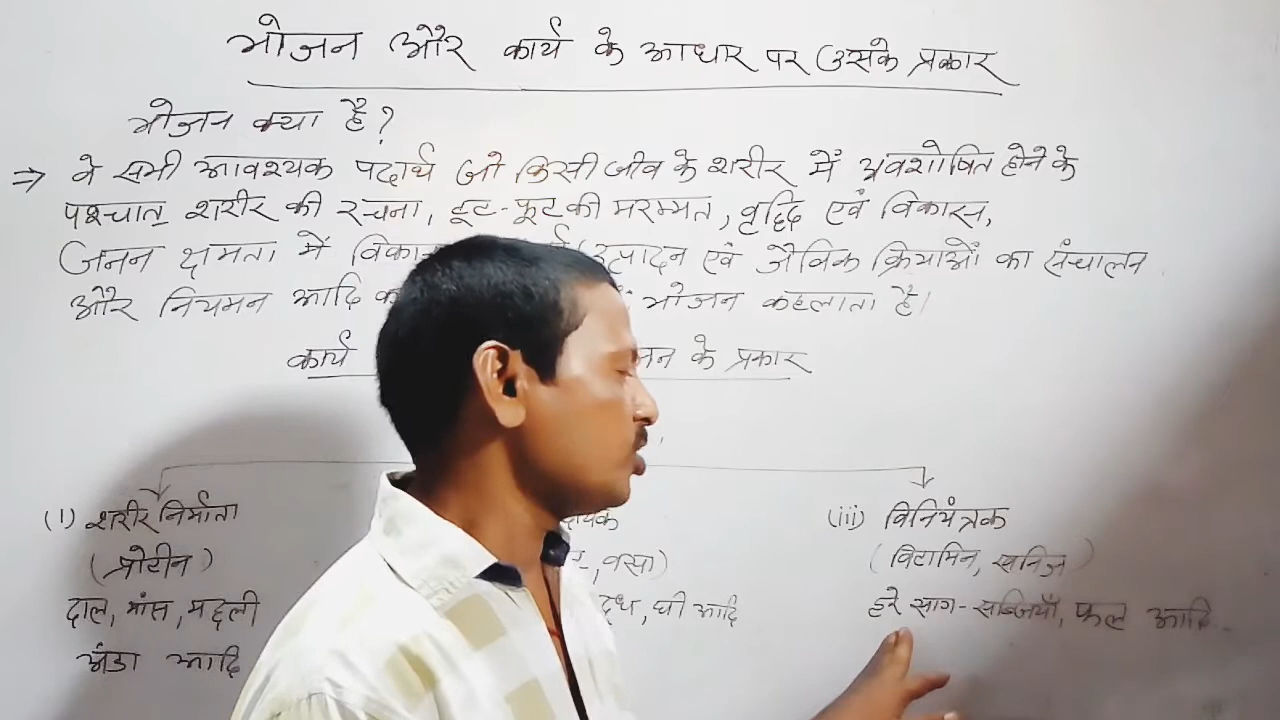 भोजन और कार्य के आधार पर उसके प्रकार
भोजन क्या है?
⇒ वे सभी आवश्यक पदार्थ जो किसी जीव के शरीर में अवशोषित होने के
पश्चात् शरीर की रचना, टूट-फूट की मरम्मत, वृद्धि एवं विकास,
जनन क्षमता में उत्पादन एवं जैविक क्रियाओं का संचालन
और नियमन आदि भोजन कहलाता है।
कार्य के प्रकार
(i) शरीर निर्माता (iii) विनियंत्रक
(प्रोटीन) वसा) (विटामिन, खनिज)
दाल, मांस, मछली दूध, घी आदि हरे साग-सब्जियाँ, फल आदि
अंडा आदि